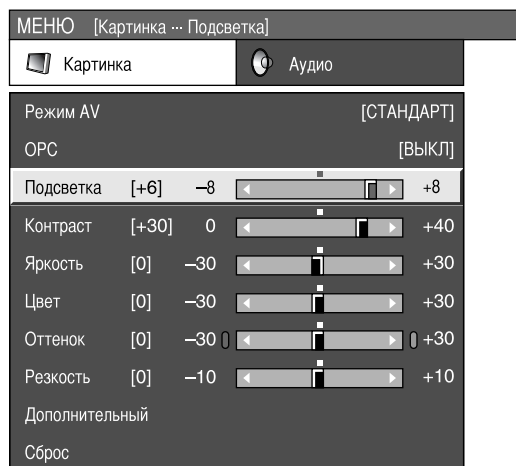 МЕНЮ [Картинка ··· Подсветка]
Картинка Аудио
Режим AV [СТАНДАРТ]
OPC [ВЫКЛ]
Подсветка [+6] –8 +8
Контраст [+30] 0 +40
Яркость [0] –30 +30
Цвет [0] –30 +30
Оттенок [0] –30 +30
Резкость [0] –10 +10
Дополнительный
Сброс